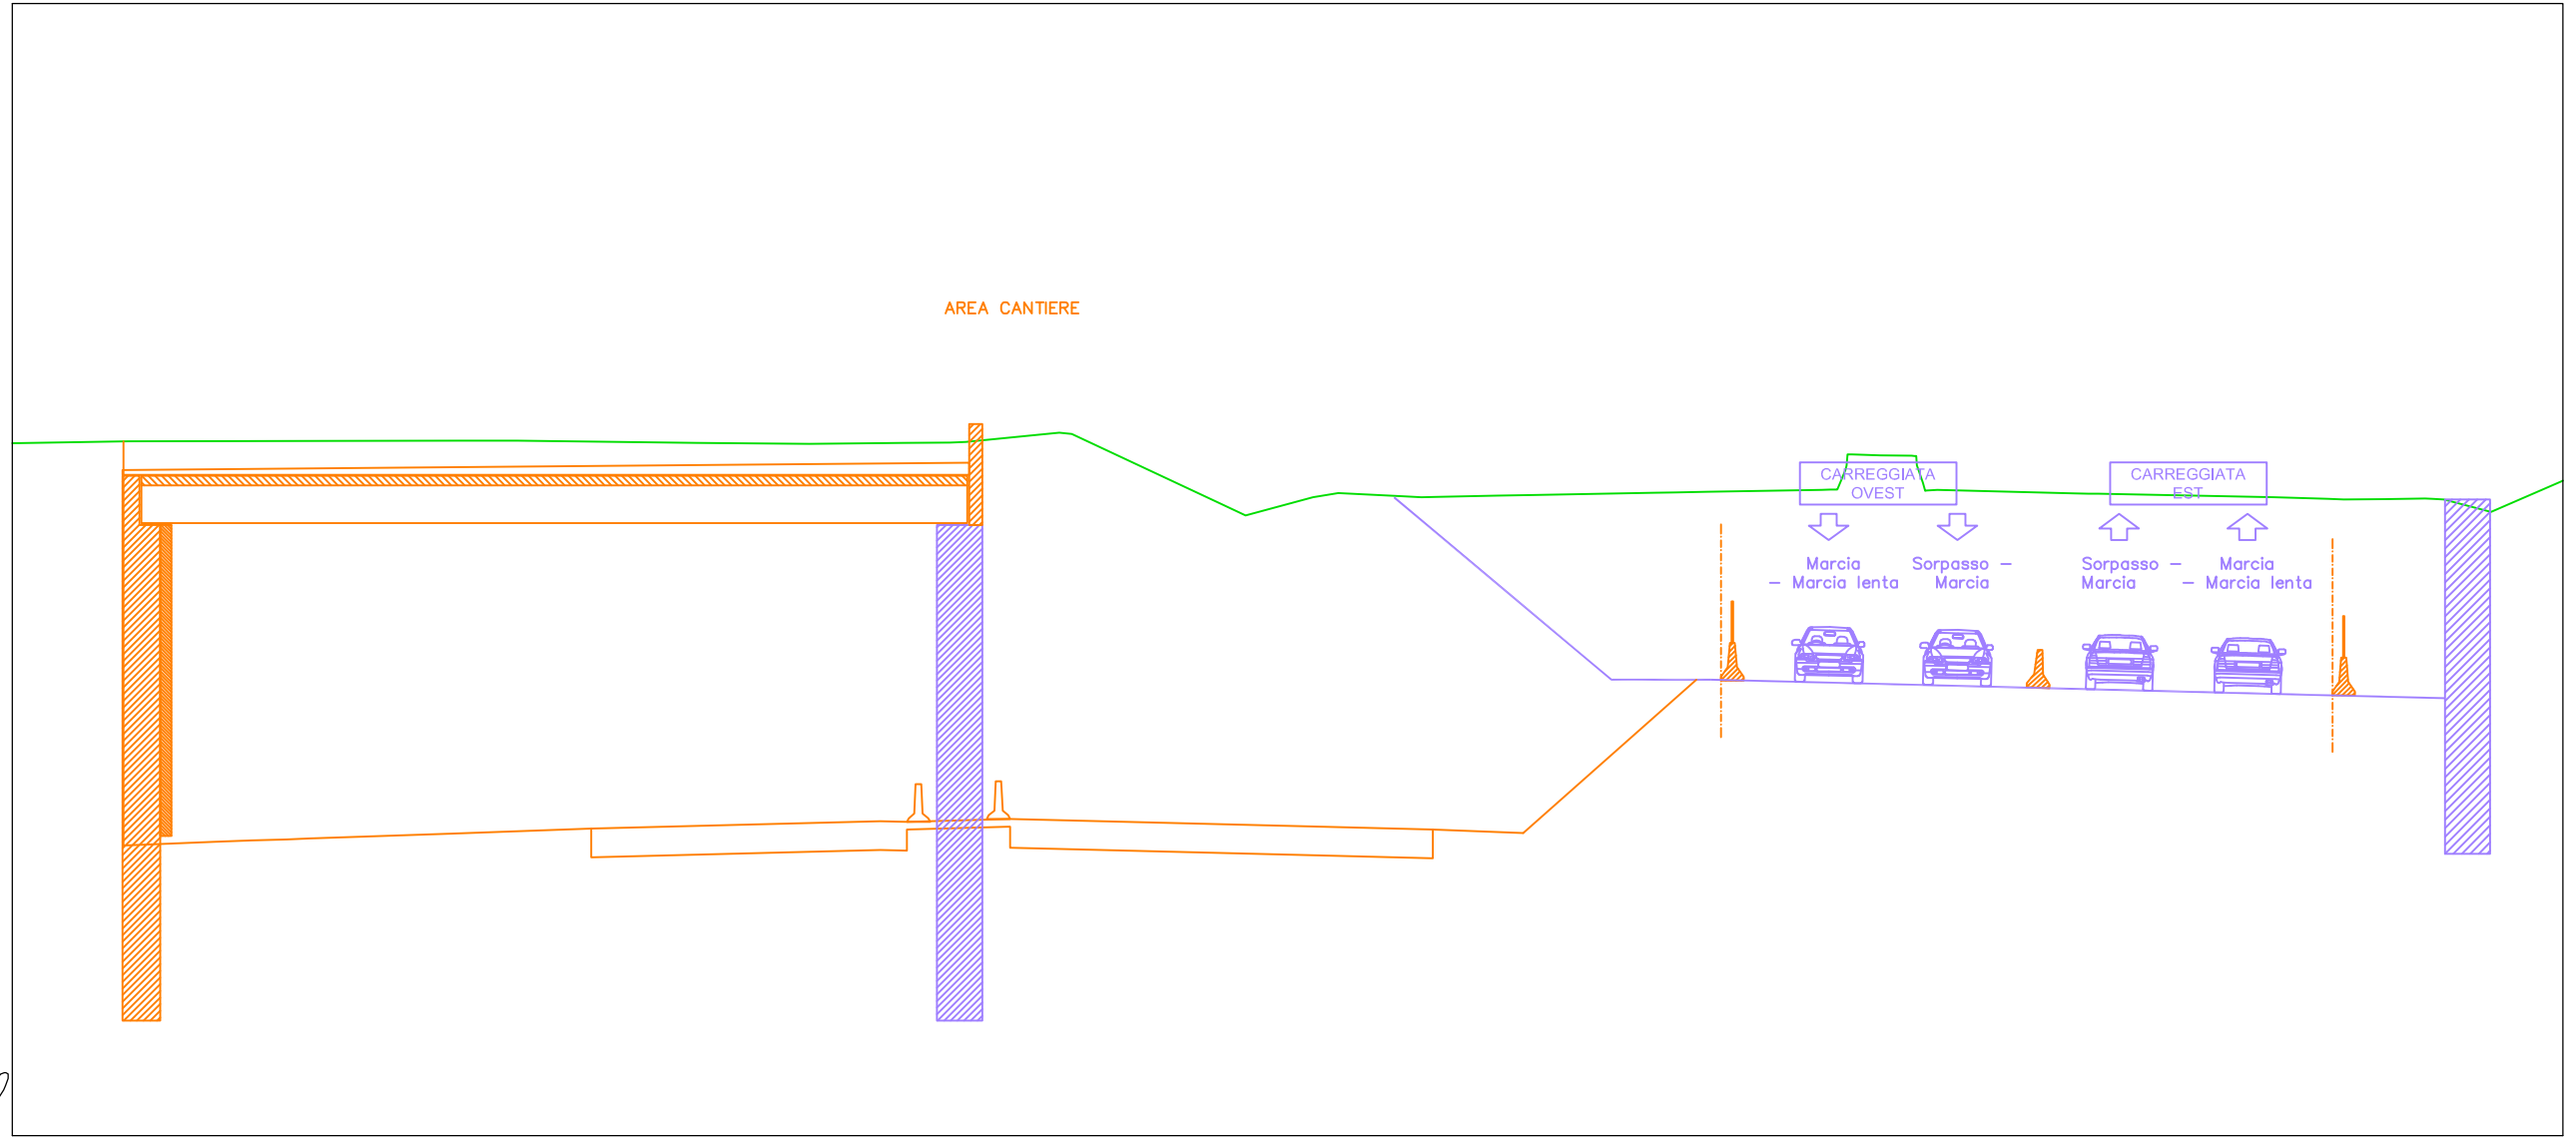 AREA CANTIERE
CARREGGIATA
OVEST
CARREGGIATA
EST
Marcia
– Marcia lenta
Sorpasso –
Marcia
Sorpasso –
Marcia
Marcia
– Marcia lenta